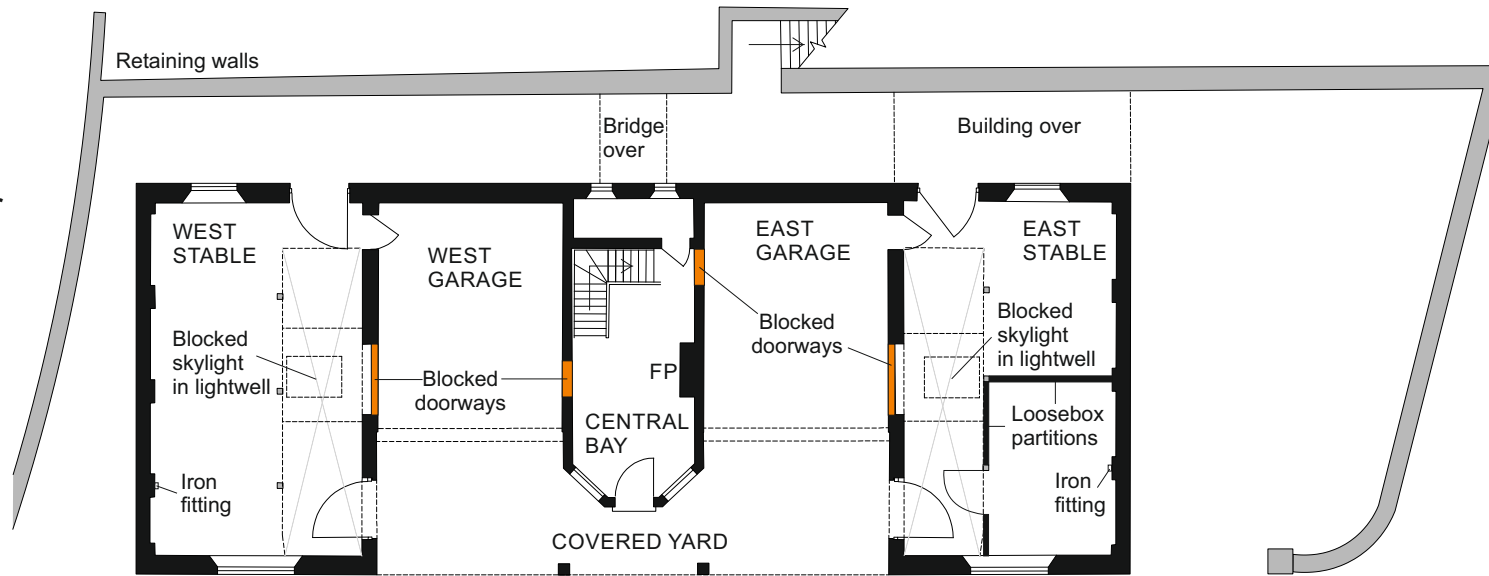 Retaining walls
Bridge
over
Building over
WEST
STABLE
WEST
GARAGE
EAST
GARAGE
EAST
STABLE
Blocked
skylight
in lightwell
Blocked
doorways
Blocked
doorways
Blocked
skylight
in lightwell
FP
CENTRAL
BAY
Loosebox
partitions
Iron
fitting
Iron
fitting
COVERED YARD